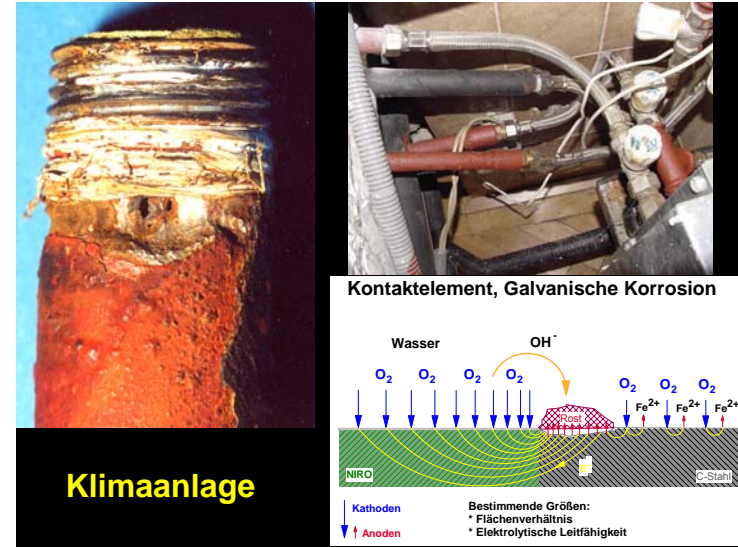 Klimaanlage
Kontaktelement, Galvanische Korrosion
Wasser OH⁻
O₂ O₂ O₂ O₂ O₂ O₂ O₂
Fe²⁺ Fe²⁺ Fe²⁺
Rost
NIRO C-Stahl
Kathoden
Anoden
Bestimmende Größen:
* Flächenverhältnis
* Elektrolytische Leitfähigkeit